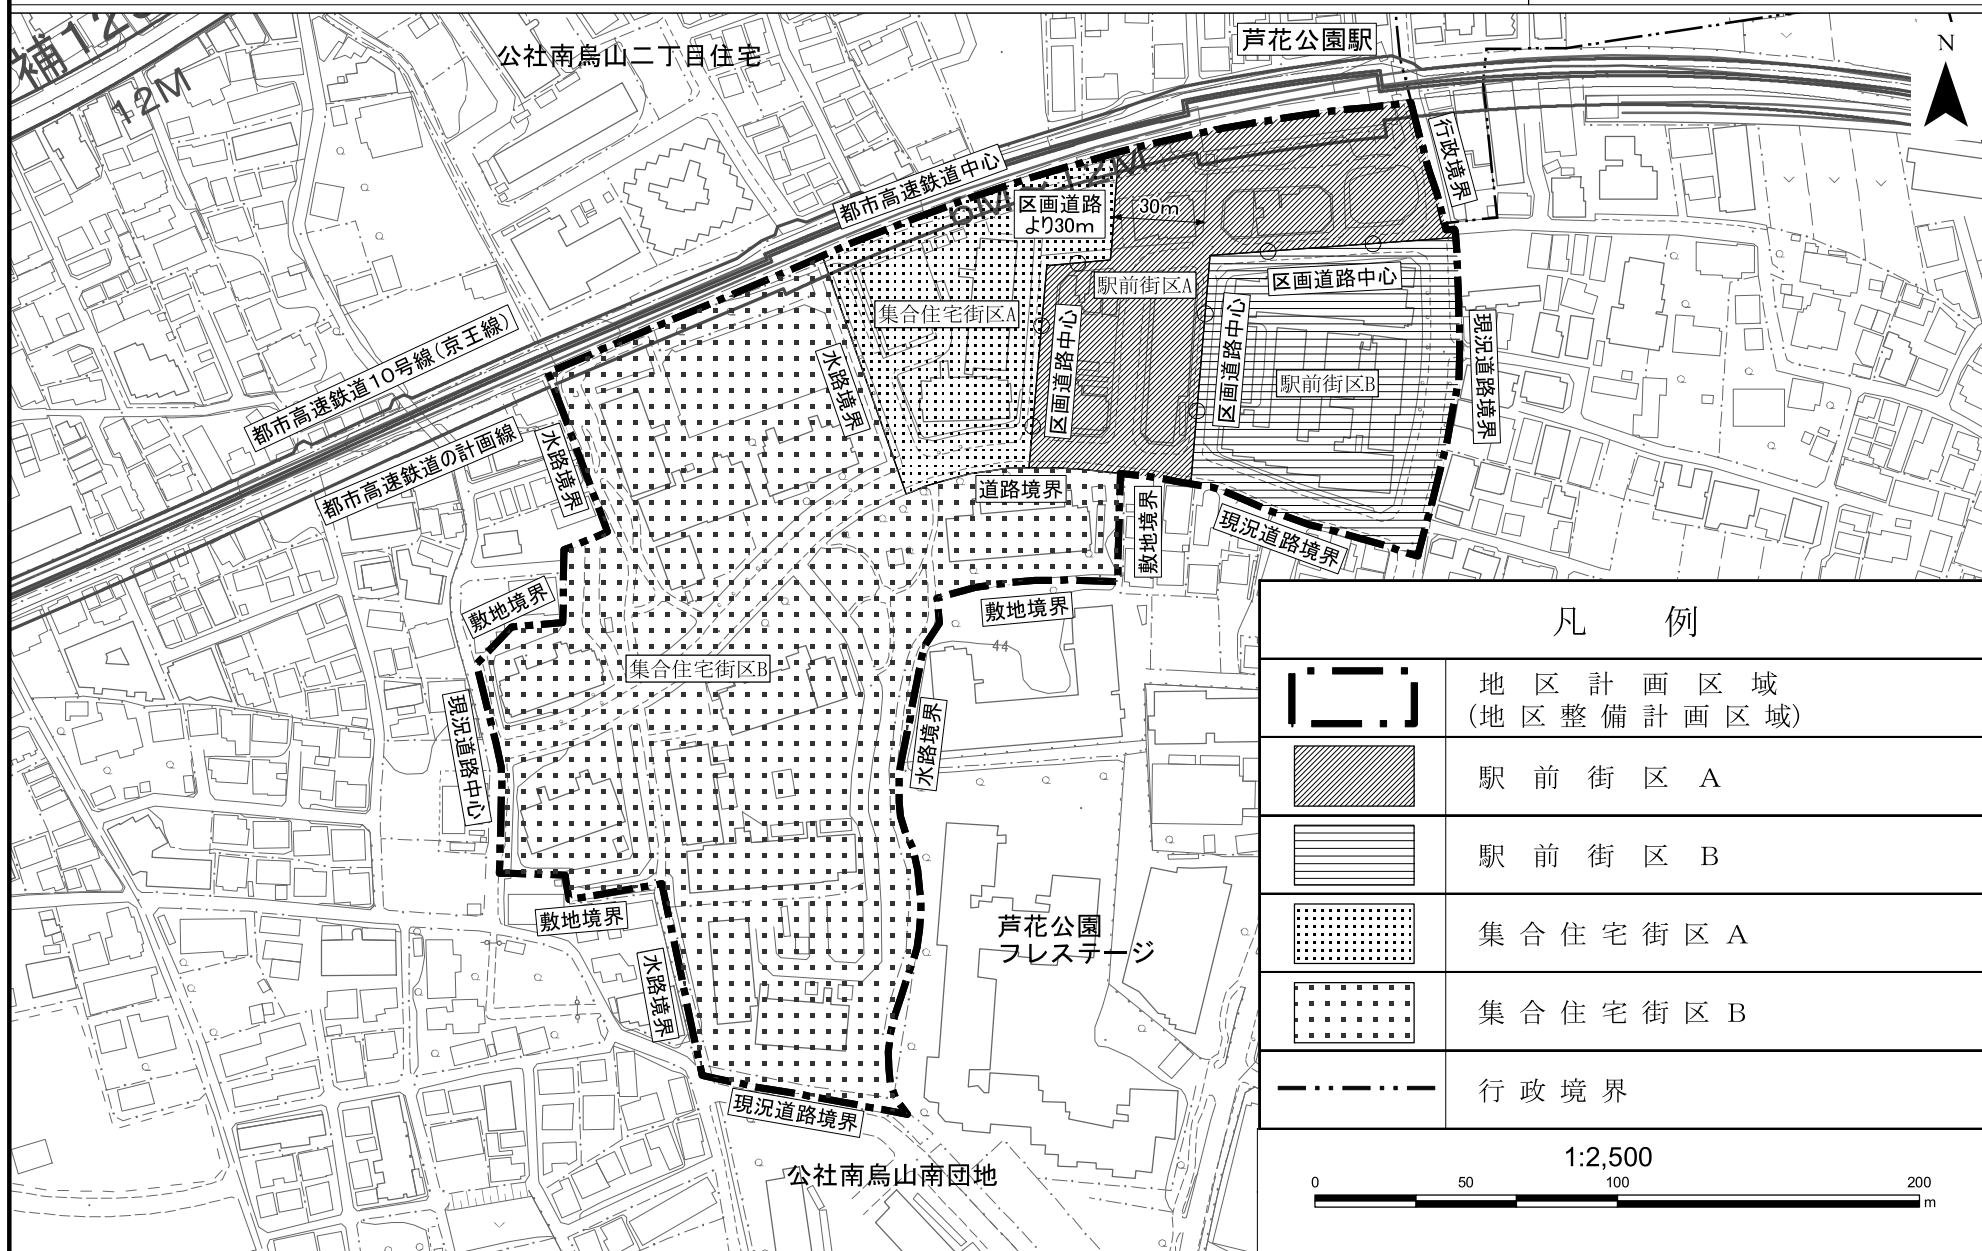 公社南烏山二丁目住宅
芦花公園駅
N
12M
行政境界
都市高速鉄道中心
区画道路
より30m
30m
駅前街区A
区画道路中心
集合住宅街区A
区画道路中心
区画道路中心
駅前街区B
現況道路境界
水路境界
都市高速鉄道10号線(京王線)
都市高速鉄道の計画線
水路境界
道路境界
敷地境界
現況道路境界
敷地境界
敷地境界
44
集合住宅街区B
現況道路中心
水路境界
敷地境界
水路境界
芦花公園
フレステージ
現況道路境界
公社南烏山南団地
凡例
地区計画区域
(地区整備計画区域)
駅前街区A
駅前街区B
集合住宅街区A
集合住宅街区B
行政境界
1:2,500
0 50 100 200
m